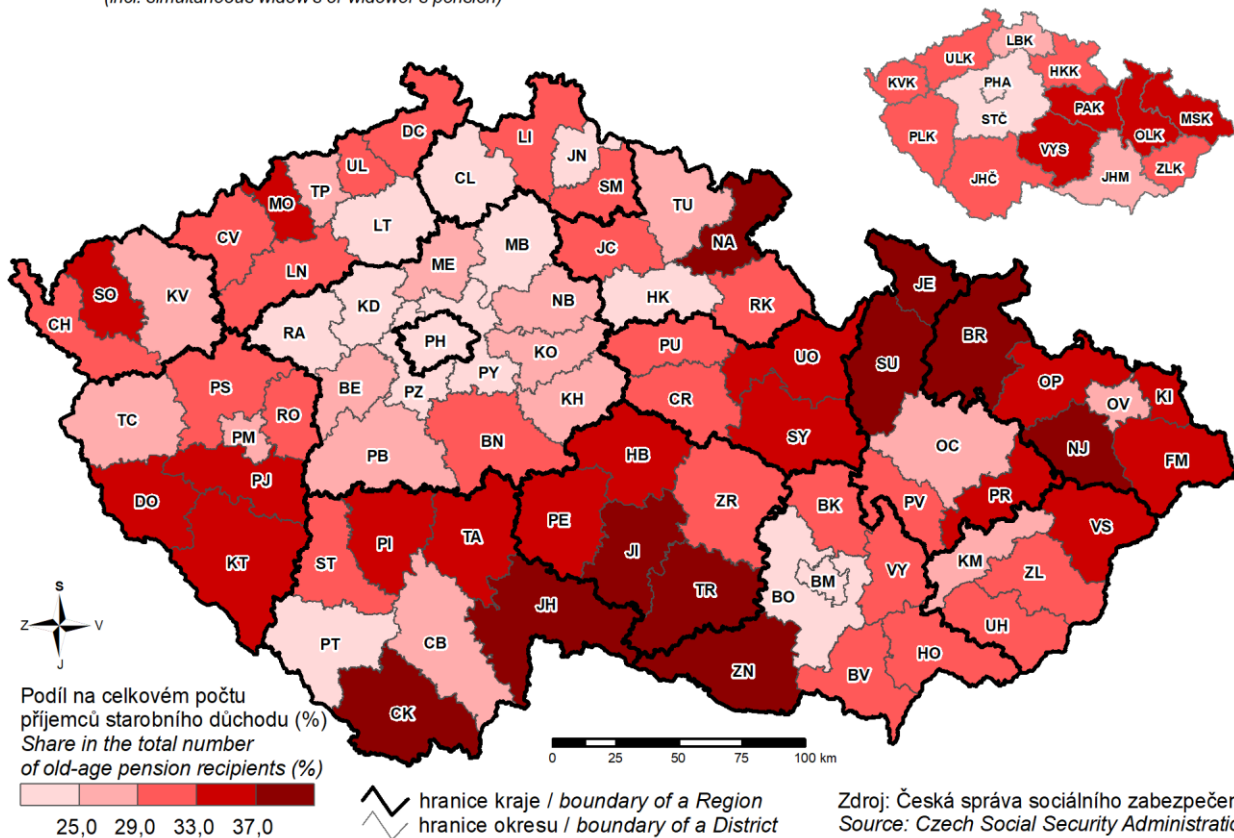 (incl. simultaneous widow's or widower's pension)
LBK
ULK
KVK
HKK
PHA
STČ
PAK
MSK
OLK
PLK
VYS
ZLK
JHČ
JHM
DC
LI
JN
UL
TP
CL
SM
MO
TU
LT
CV
MB
NA
JC
ME
LN
SO
KV
NB
HK
JE
KD
RK
CH
RA
BR
PH
KO
PU
UO
SU
PS
PY
OP
KI
BE
PZ
CR
OV
RO
KH
TC
PM
BN
SY
OC
NJ
PB
HB
FM
PJ
DO
ZR
BK
PV
PR
PE
PI
TA
VS
JI
KT
ST
VY
KM
ZL
BM
TR
BO
JH
UH
PT
CB
HO
ZN
BV
CK
S
Z V
J
Podíl na celkovém počtu
příjemců starobního důchodu (%)
Share in the total number
of old-age pension recipients (%)
25,0 29,0 33,0 37,0
0 25 50 75 100 km
hranice kraje / boundary of a Region
hranice okresu / boundary of a District
Zdroj: Česká správa sociálního
Source: Czech Social Security